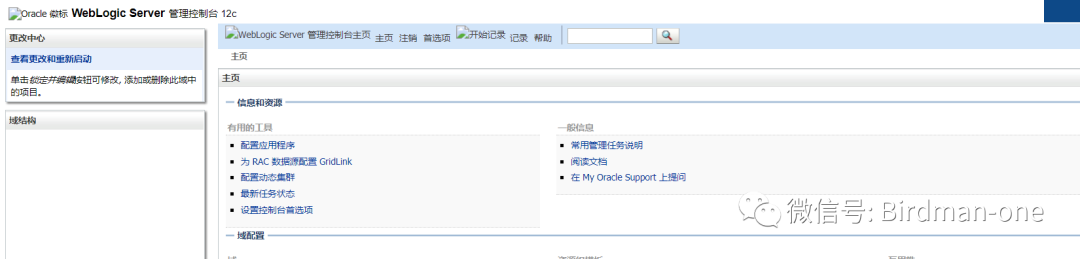 Oracle 徽标 WebLogic Server 管理控制台 12c
更改中心
查看更改和重新启动
单击锁定并编辑按钮可修改, 添加或删除此域中
的项目。
域结构
WebLogic Server 管理控制台主页 主页 注销 首选项 开始记录 记录 帮助
主页
主页
信息和资源
有用的工具
配置应用程序
为 RAC 数据源配置 GridLink
配置动态集群
最新任务状态
设置控制台首选项
一般信息
常用管理任务说明
阅读文档
在 My Oracle Support 上提问
域配置
微信号: Birdman-one